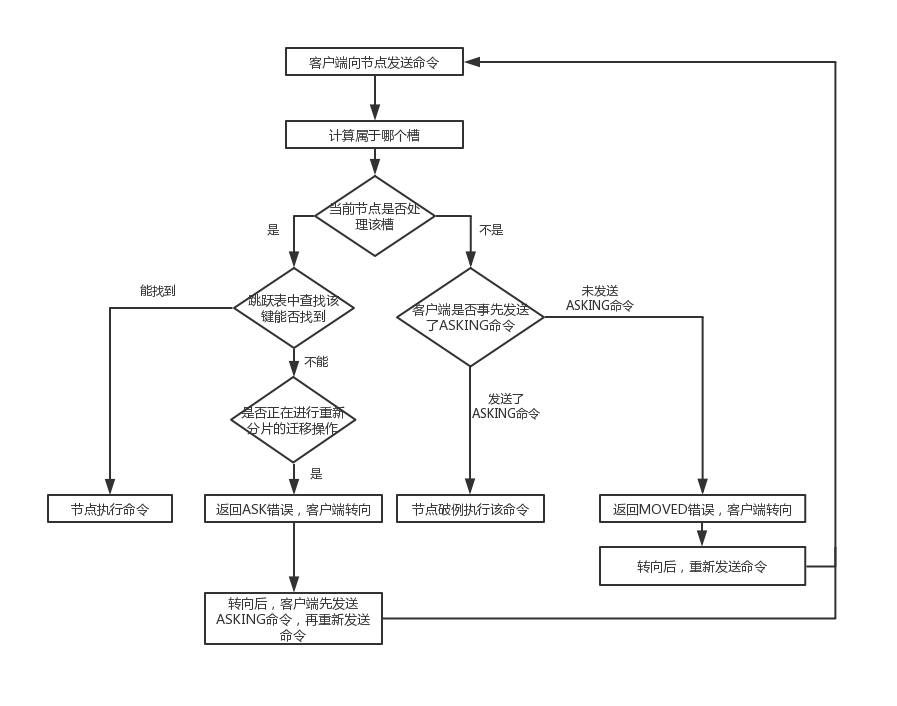 客户端向节点发送命令
计算属于哪个槽
当前节点是否处
理该槽
是
不是
能找到
跳跃表中查找该
键能否找到
客户端是否事先发送
了ASKING命令
未发送
ASKING命令
不能
是否正在进行重新
分片的迁移操作
发送了
ASKING命令
是
节点执行命令
返回ASK错误，客户端转向
节点破例执行该命令
返回MOVED错误，客户端转向
转向后，重新发送命令
转向后，客户端先发送
ASKING命令，再重新发送
命令